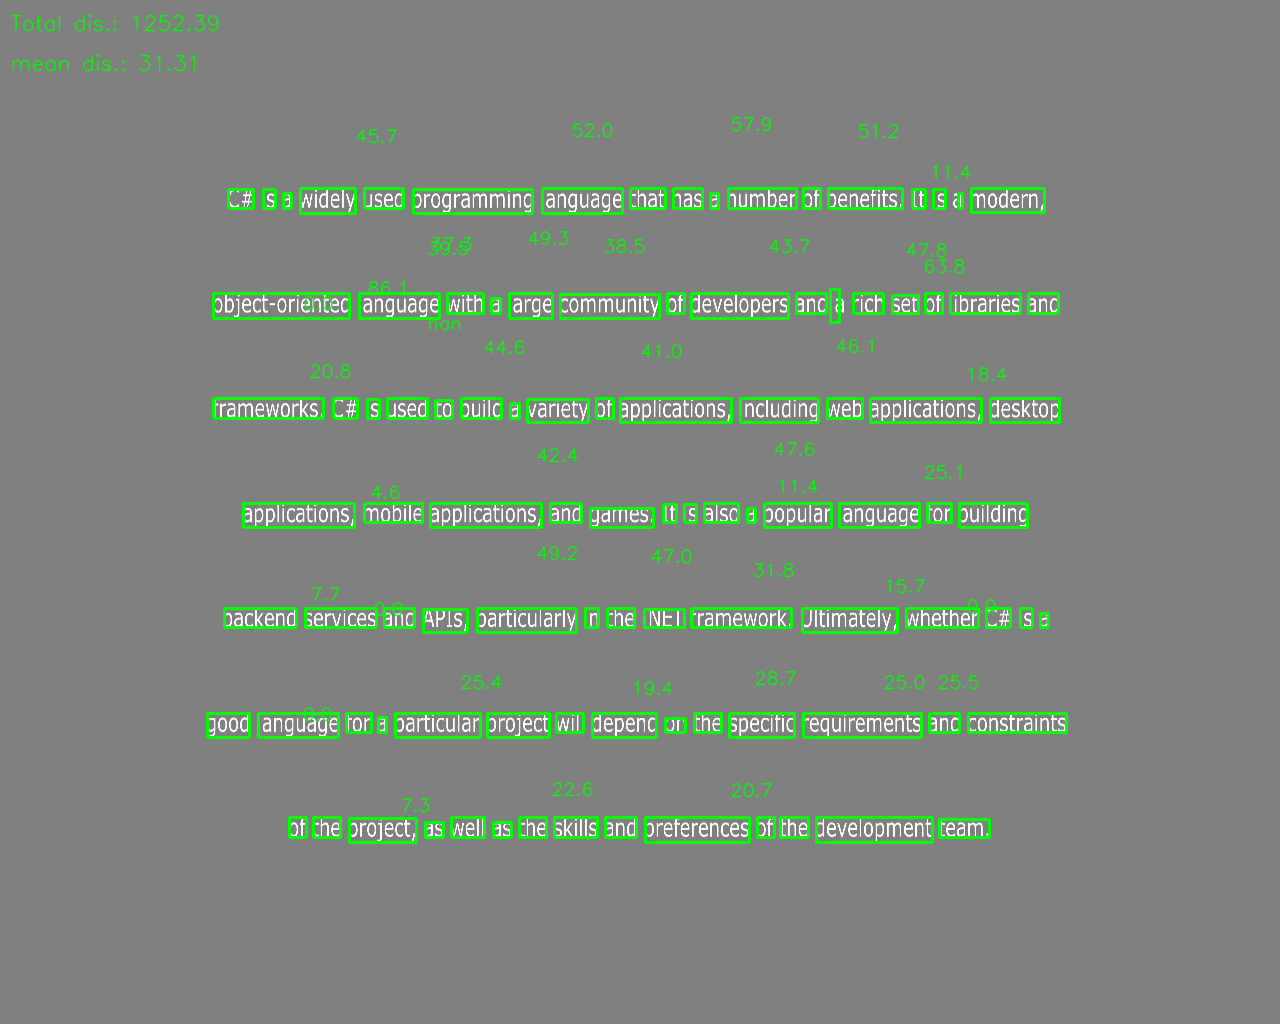 Total dis.: 1252.39
mean dis.: 31.31
45.7 52.0 57.9 51.2 11.4
C# is a widely used programming language that has a number of benefits. It is a modern,
37.3 49.3 38.5 43.7 47.8 63.8
86.1
object-oriented language with a large community of developers and a rich set of libraries and
nan
20.8 44.6 41.0 46.1 18.4
frameworks. C# is used to build a variety of applications, including web applications, desktop
42.4 47.6
4.6 11.4 25.1
applications, mobile applications, and games. It is also a popular language for building
49.2 47.0 31.8 15.7
7.7 0.0 0.0
backend services and APIs, particularly in the .NET framework. Ultimately, whether C# is a
25.4 19.4 28.7 25.0 25.5
0.0
good language for a particular project will depend on the specific requirements and constraints
7.3 22.6 20.7
of the project, as well as the skills and preferences of the development team.